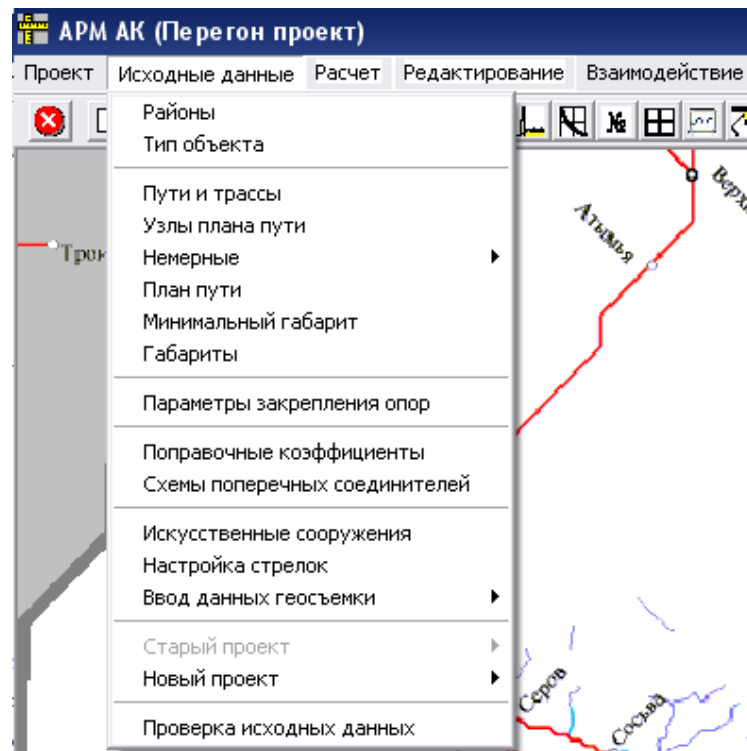 АРМ АК (Перегон проект)
Проект Исходные данные Расчет Редактирование Взаимодействие
Районы
Тип объекта
Пути и трассы
Узлы плана пути
Немерные
План пути
Минимальный габарит
Габариты
Параметры закрепления опор
Поправочные коэффициенты
Схемы поперечных соединителей
Искусственные сооружения
Настройка стрелок
Ввод данных геосъемки
Старый проект
Новый проект
Проверка исходных данных
№
Атымья
Серов
Сосьва